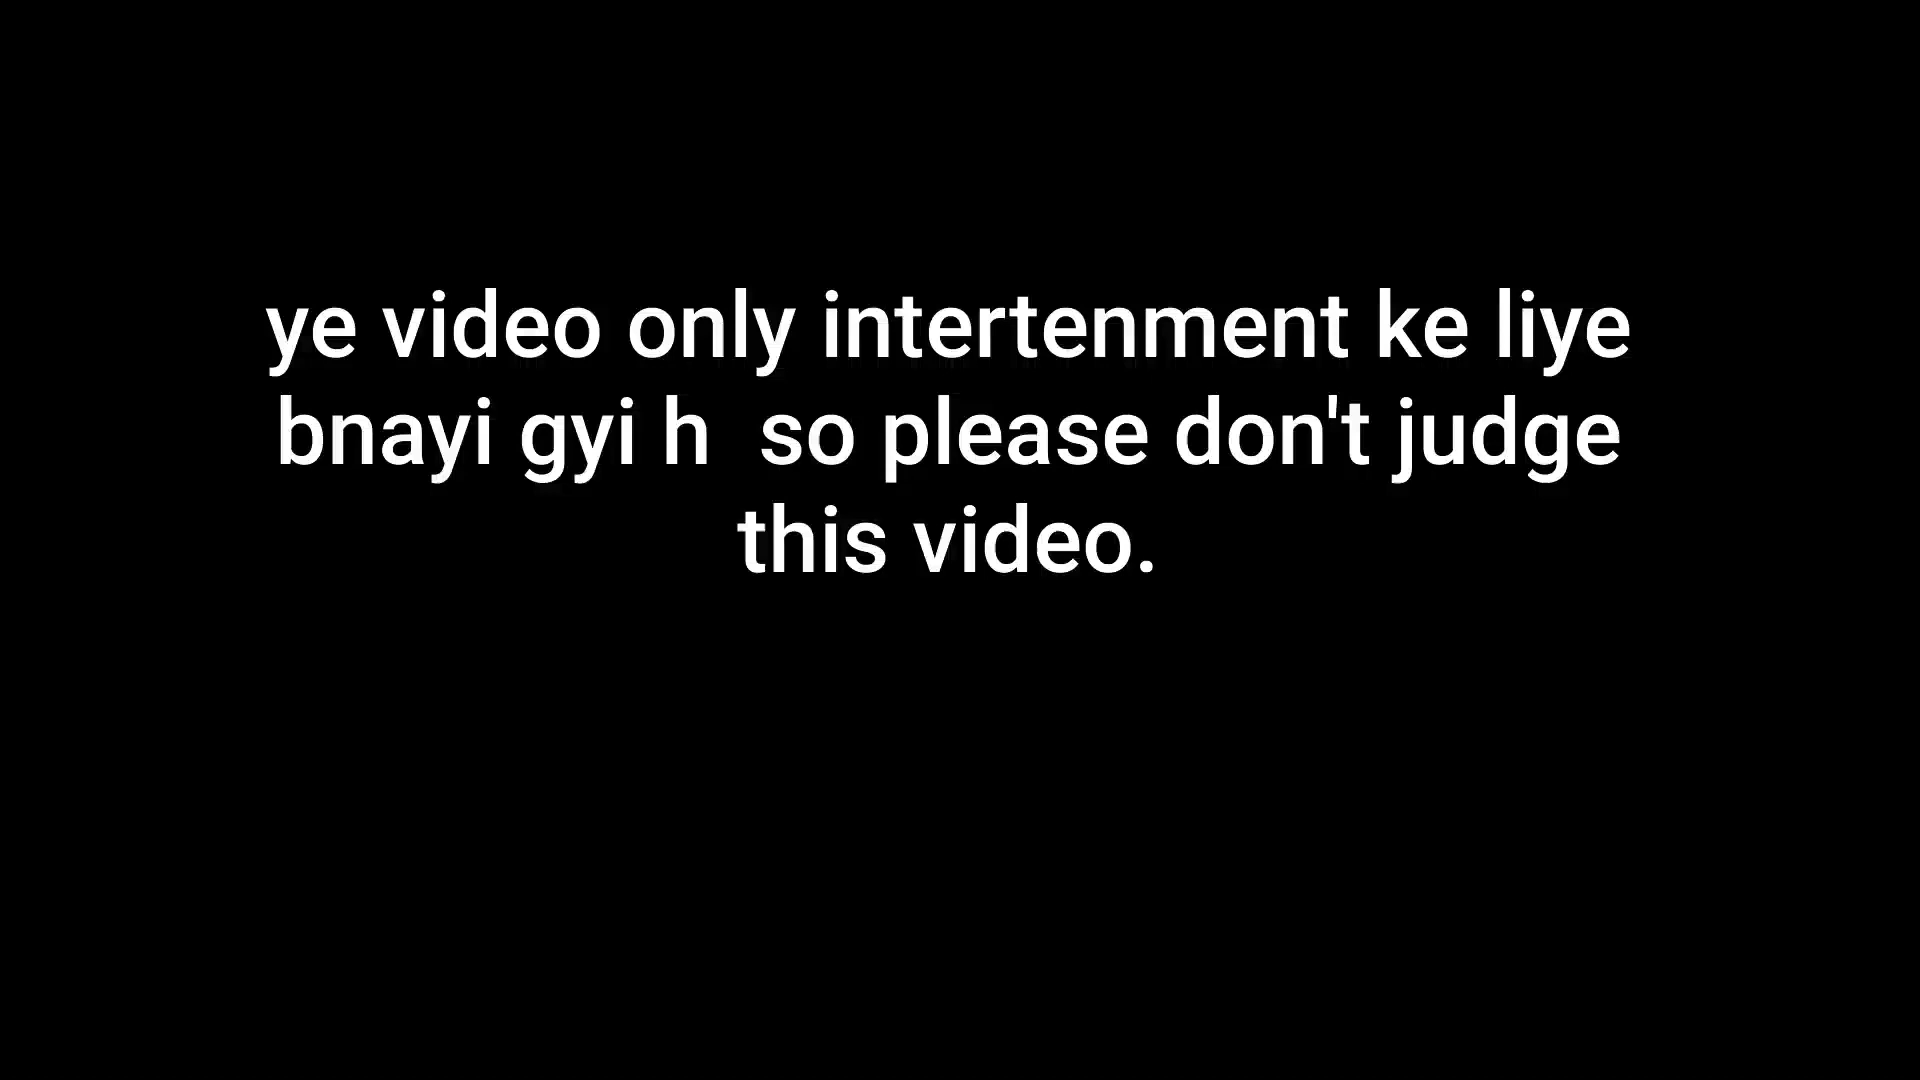 ye video only intertenment ke liye
bnayi gyi h  so please don't judge
this video.